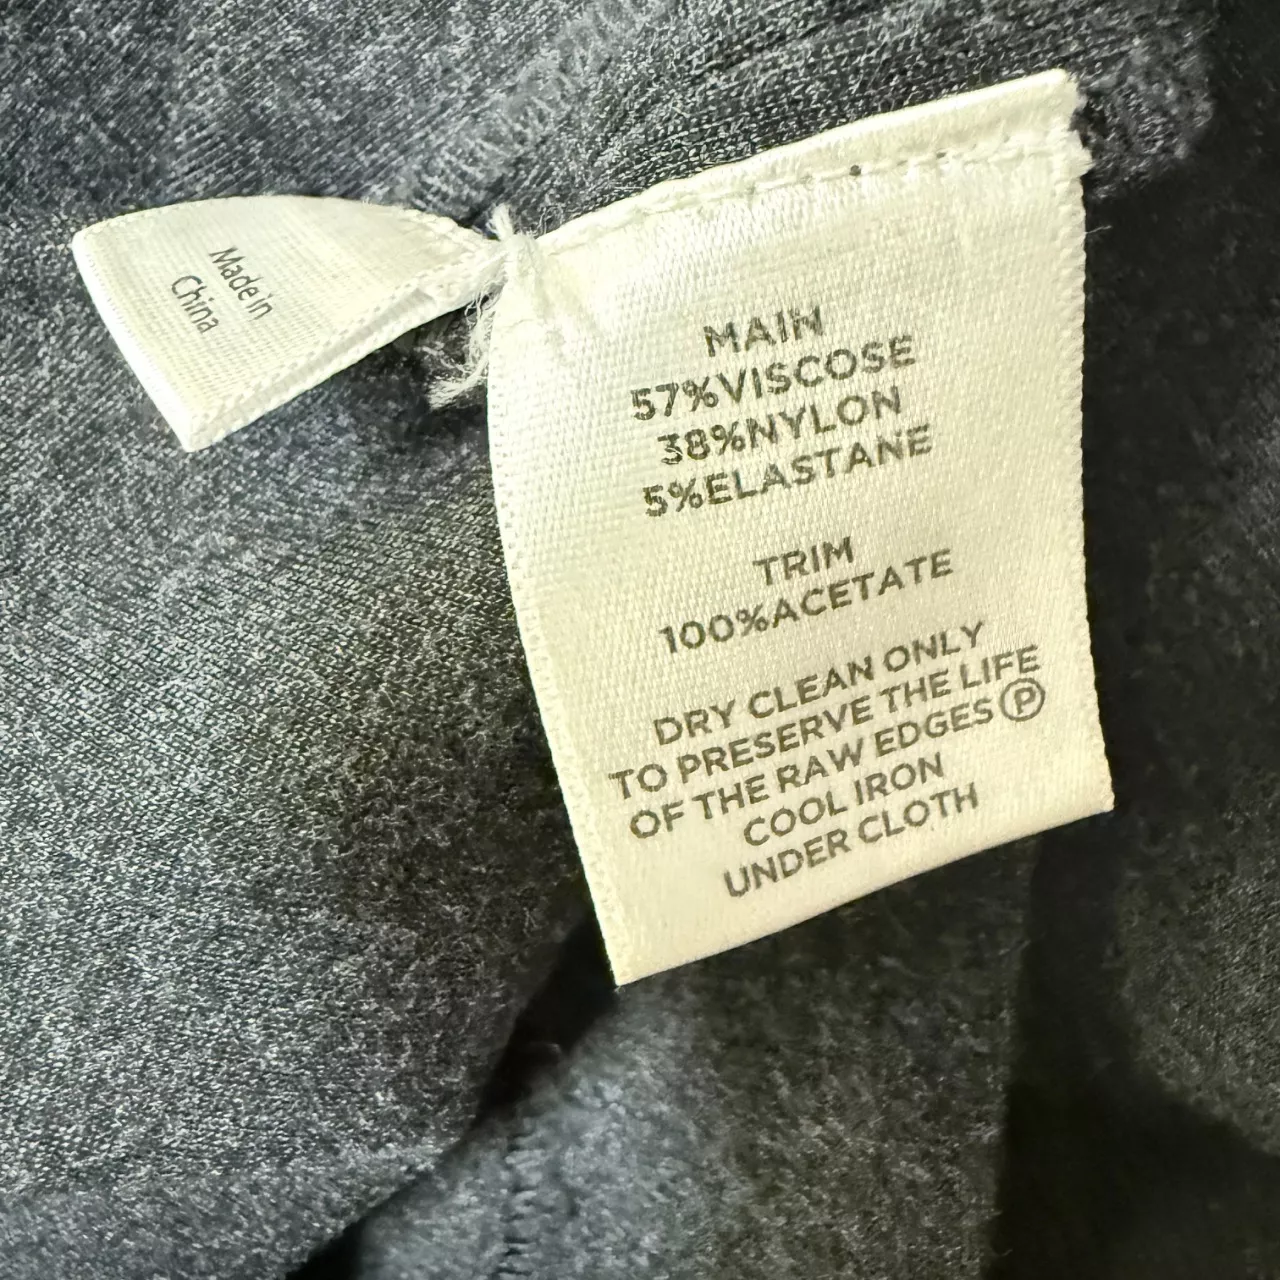 Made in
China
MAIN
57%VISCOSE
38%NYLON
5%ELASTANE
TRIM
100%ACETATE
DRY CLEAN ONLY
TO PRESERVE THE LIFE
OF THE RAW EDGES Ⓟ
COOL IRON
UNDER CLOTH